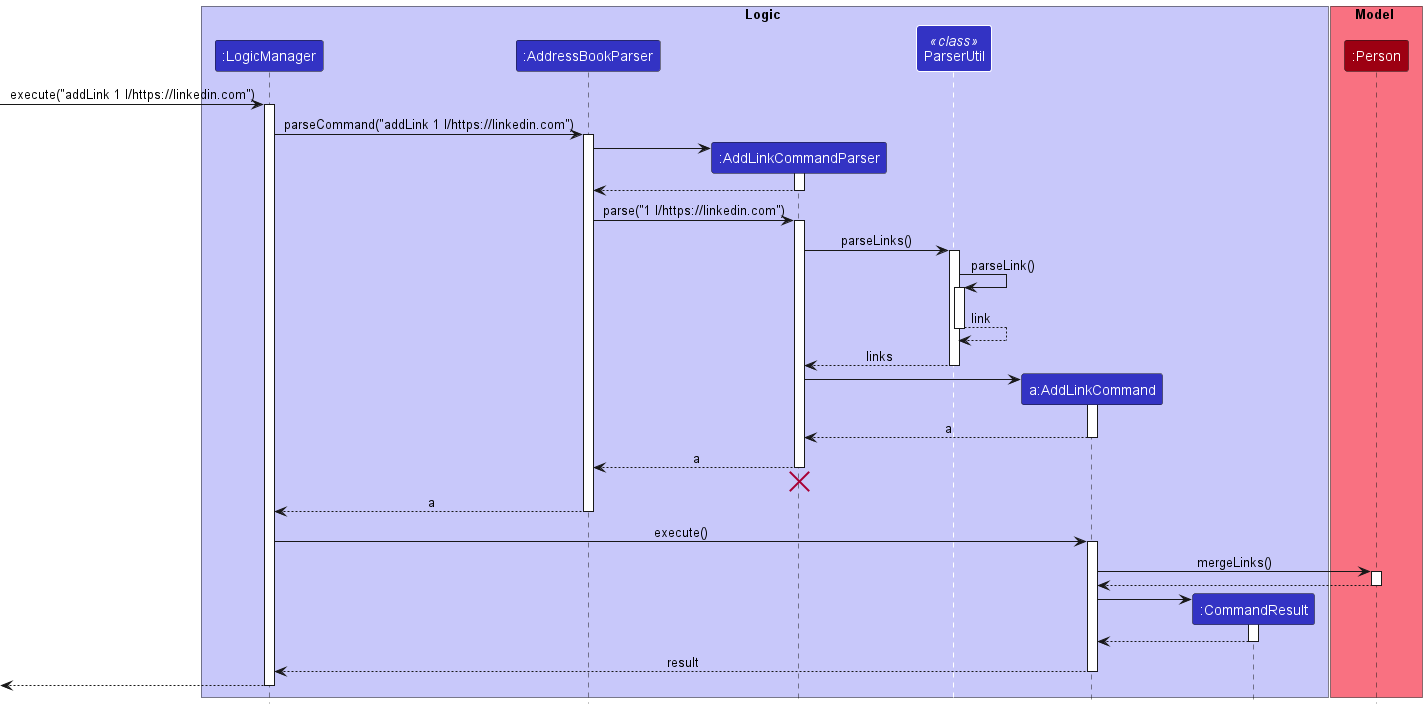 Logic
Model
«class»
:LogicManager
:AddressBookParser
ParserUtil
:Person
execute("addLink 1 l/https://linkedin.com")
parseCommand("addLink 1 l/https://linkedin.com")
:AddLinkCommandParser
parse("1 l/https://linkedin.com")
parseLinks()
parseLink()
link
links
a:AddLinkCommand
a
a
a
execute()
mergeLinks()
:CommandResult
result